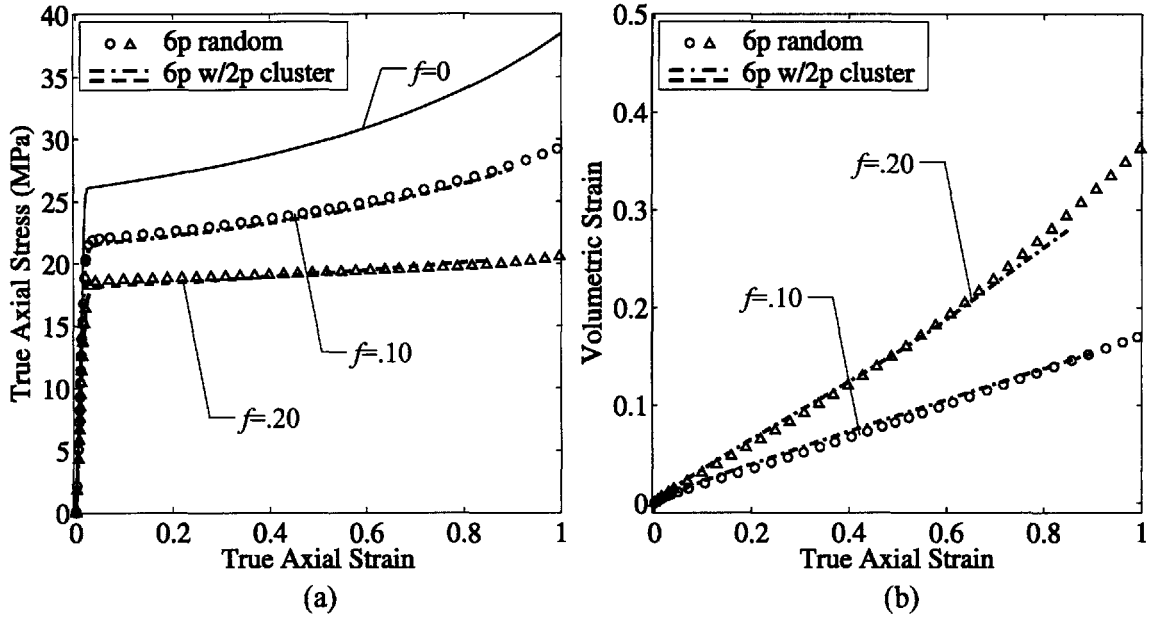 40
35
30
25
20
15
10
5
0
True Axial Stress (MPa)
6p random
6p w/2p cluster
f=0
f=.10
f=.20
0 0.2 0.4 0.6 0.8 1
True Axial Strain
(a)
0.5
0.4
0.3
0.2
0.1
0
Volumetric Strain
6p random
6p w/2p cluster
f=.20
f=.10
0 0.2 0.4 0.6 0.8 1
True Axial Strain
(b)